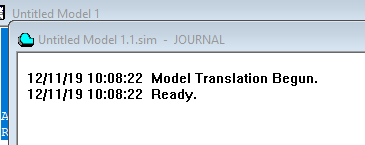 Untitled Model 1
Untitled Model 1.1.sim - JOURNAL
12/11/19 10:08:22 Model Translation Begun.
12/11/19 10:08:22 Ready.
A
R